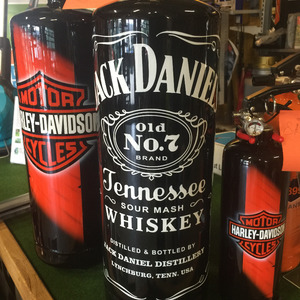 MOTOR
HARLEY-DAVIDSON
CYCLES
JACK DANIEL
Old
No.7
BRAND
Tennessee
SOUR MASH
WHISKEY
DISTILLED & BOTTLED BY
JACK DANIEL DISTILLERY
LYNCHBURG, TENN. USA
MOTOR
HARLEY-DAVIDSON
CYCLES